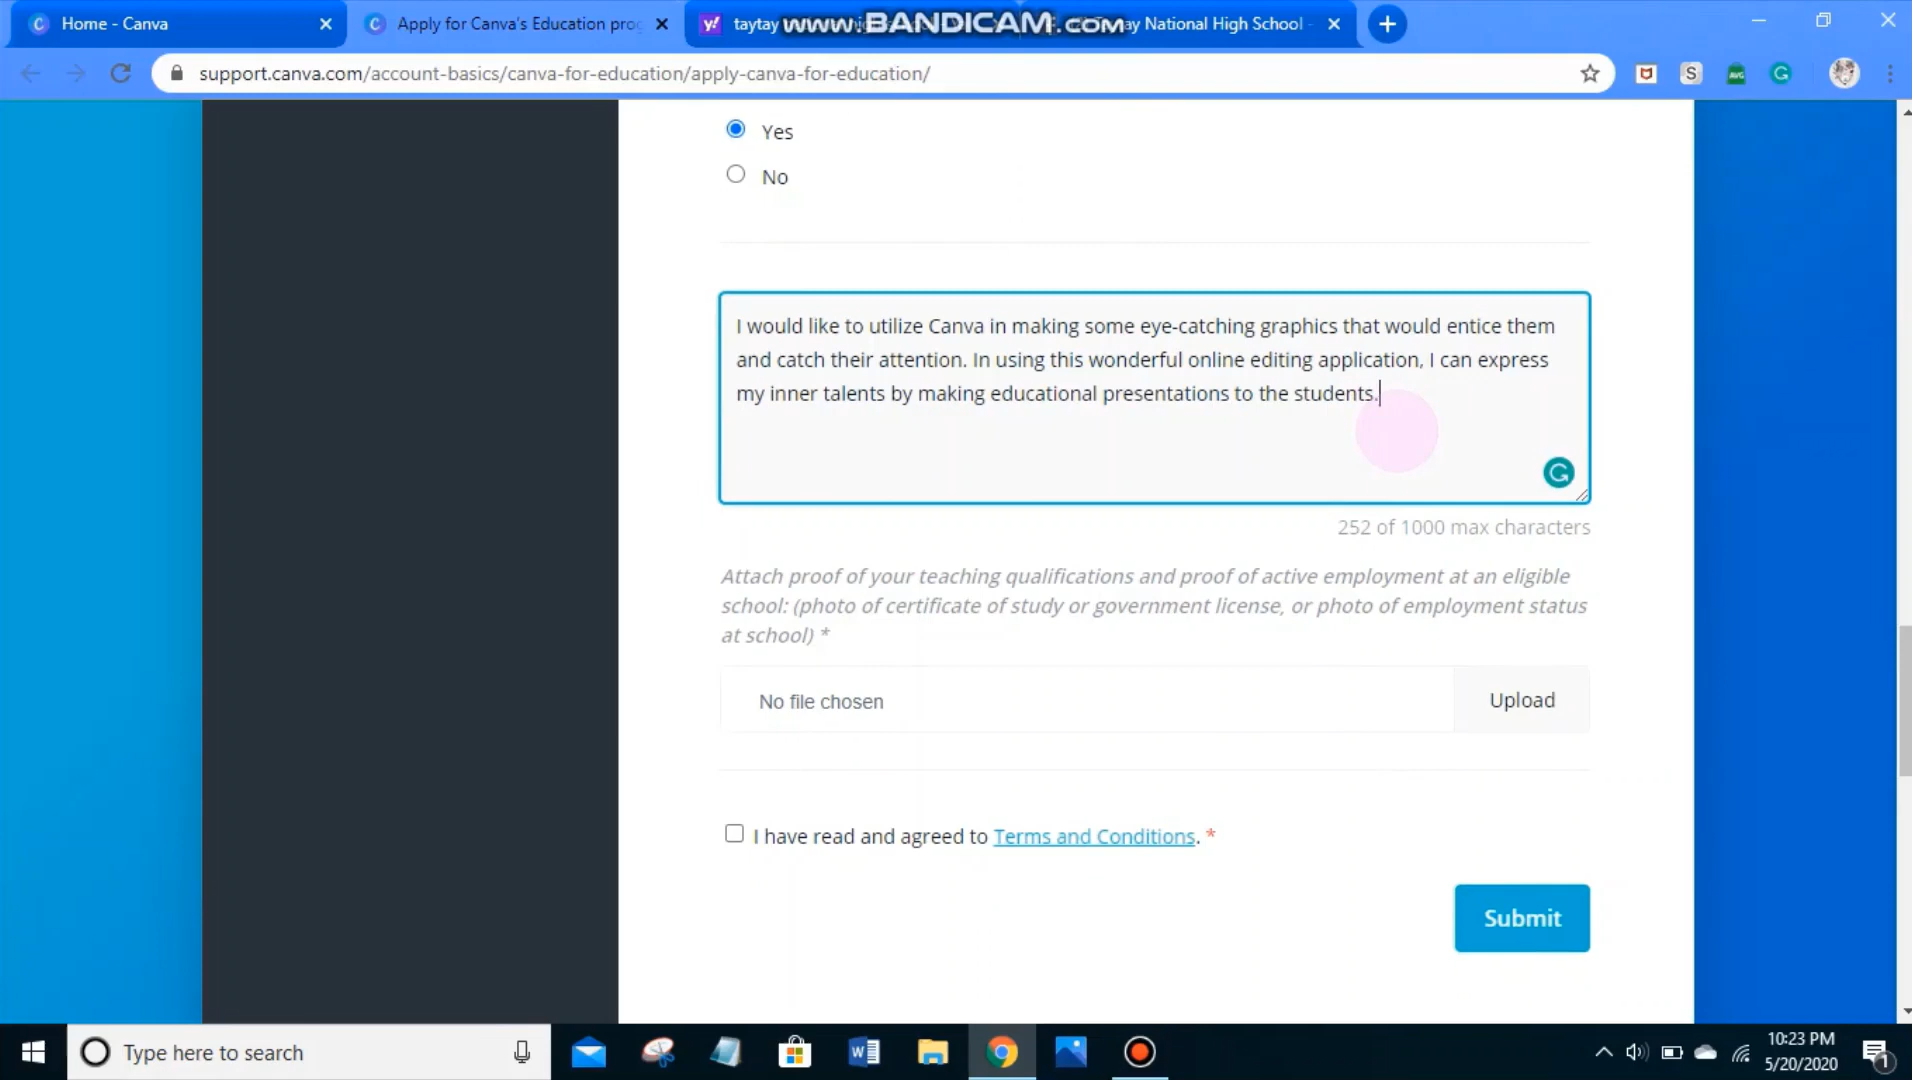 Home - Canva
Apply for Canva's Education prog
taytay
www.BANDICAM.com
ay National High School -
support.canva.com/account-basics/canva-for-education/apply-canva-for-education/
Yes
No
I would like to utilize Canva in making some eye-catching graphics that would entice them
and catch their attention. In using this wonderful online editing application, I can express
my inner talents by making educational presentations to the students.
252 of 1000 max characters
Attach proof of your teaching qualifications and proof of active employment at an eligible
school: (photo of certificate of study or government license, or photo of employment status
at school) *
No file chosen
Upload
I have read and agreed to Terms and Conditions. *
Submit
Type here to search
10:23 PM
5/20/2020
1